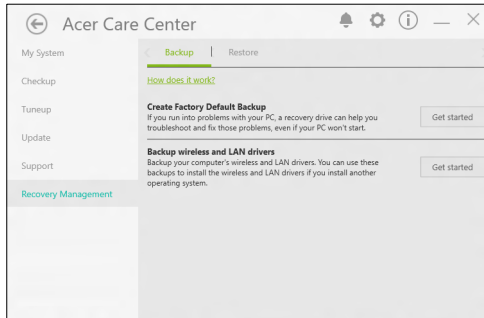 Acer Care Center
My System
Checkup
Tuneup
Update
Support
Recovery Management
Backup
Restore
How does it work?
Create Factory Default Backup
If you run into problems with your PC, a recovery drive can help you
troubleshoot and fix those problems, even if your PC won't start.
Get started
Backup wireless and LAN drivers
Backup your computer's wireless and LAN drivers. You can use these
backups to install the wireless and LAN drivers if you install another
operating system.
Get started